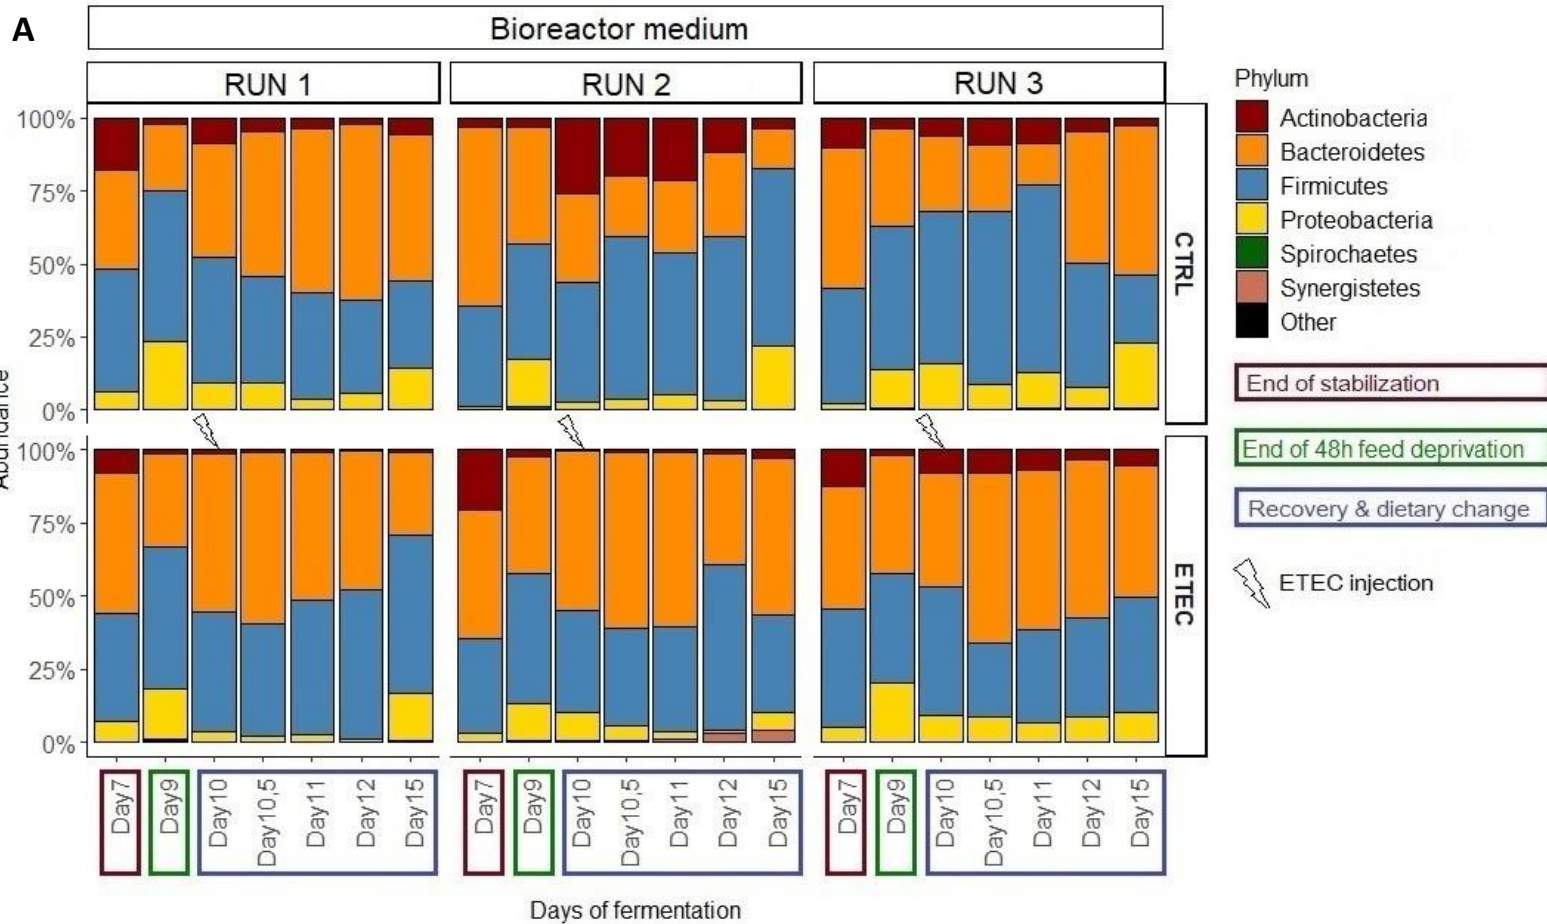 A
Bioreactor medium
RUN 1
RUN 2
RUN 3
100%
75%
50%
25%
0%
CTRL
100%
75%
50%
25%
0%
ETEC
Abundance
Day7
Day9
Day10
Day10,5
Day11
Day12
Day15
Day7
Day9
Day10
Day10,5
Day11
Day12
Day15
Day7
Day9
Day10
Day10,5
Day11
Day12
Day15
Days of fermentation
Phylum
Actinobacteria
Bacteroidetes
Firmicutes
Proteobacteria
Spirochaetes
Synergistetes
Other
End of stabilization
End of 48h feed deprivation
Recovery & dietary change
ETEC injection